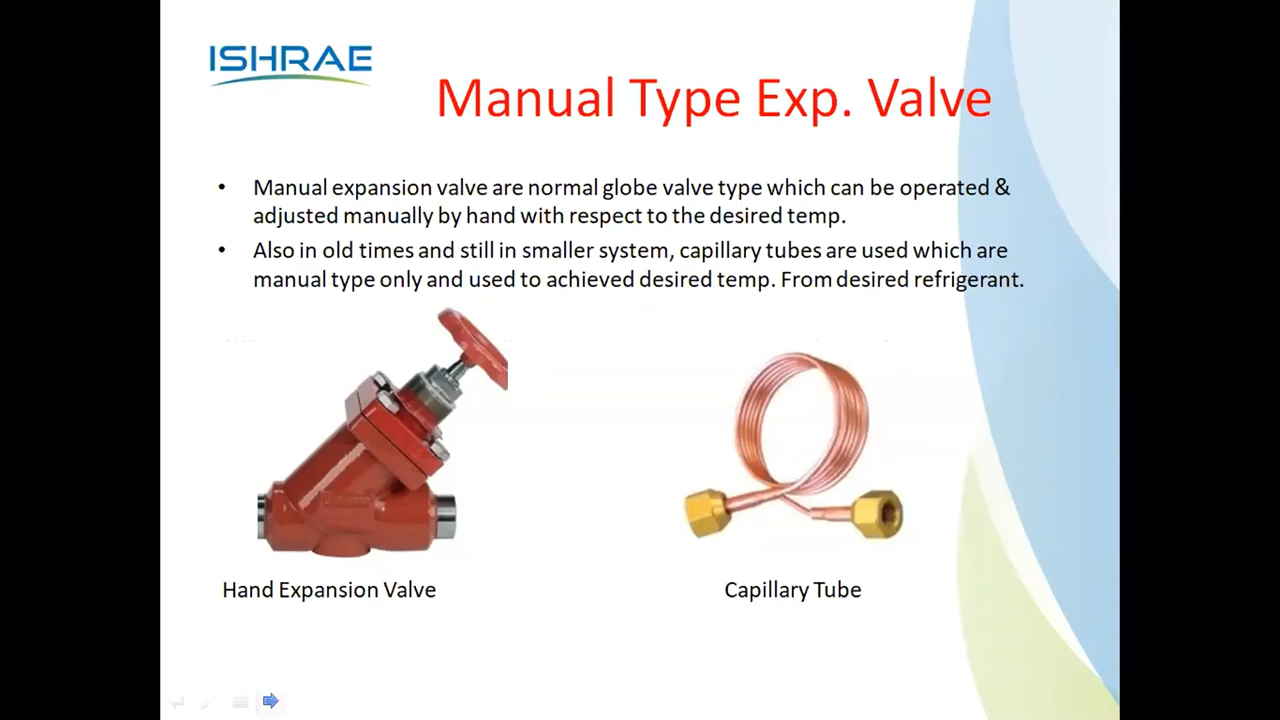 ISHRAE
Manual Type Exp. Valve
• Manual expansion valve are normal globe valve type which can be operated &
adjusted manually by hand with respect to the desired temp.
• Also in old times and still in smaller system, capillary tubes are used which are
manual type only and used to achieved desired temp. From desired refrigerant.
Hand Expansion Valve
Capillary Tube